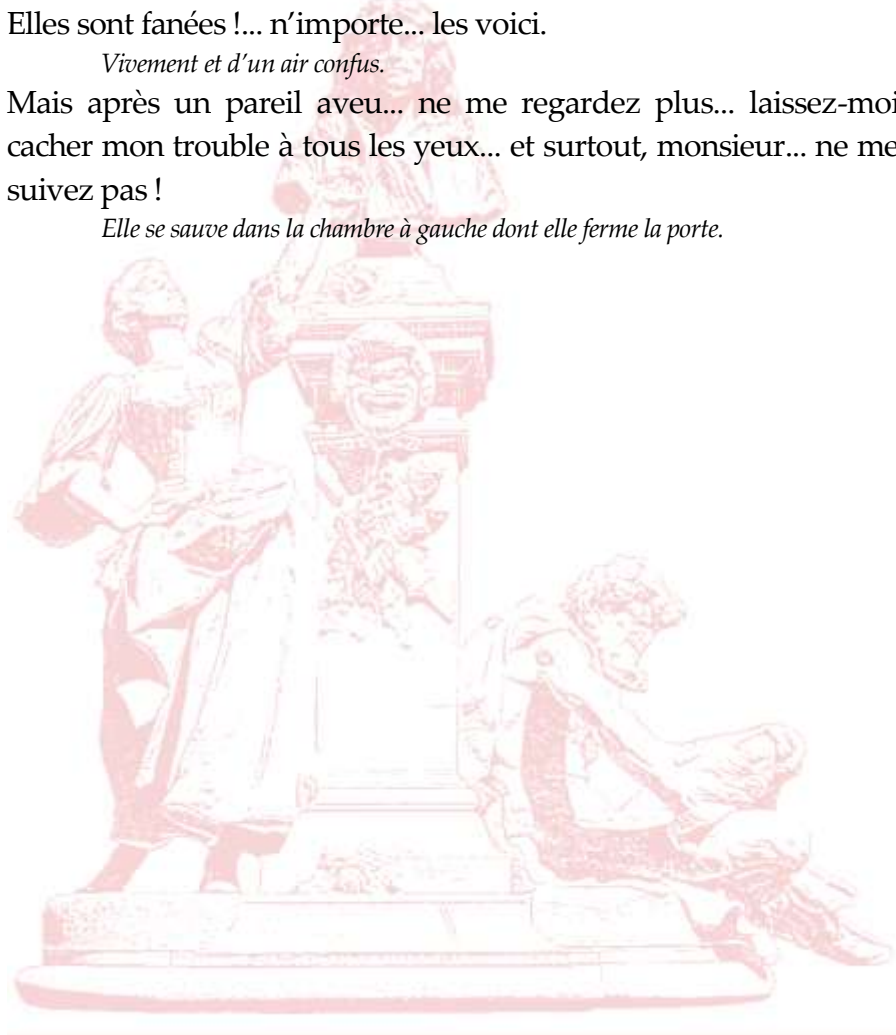 Elles sont fanées !... n’importe... les voici.
Vivement et d’un air confus.
Mais après un pareil aveu... ne me regardez plus... laissez-moi
cacher mon trouble à tous les yeux... et surtout, monsieur... ne me
suivez pas !
Elle se sauve dans la chambre à gauche dont elle ferme la porte.